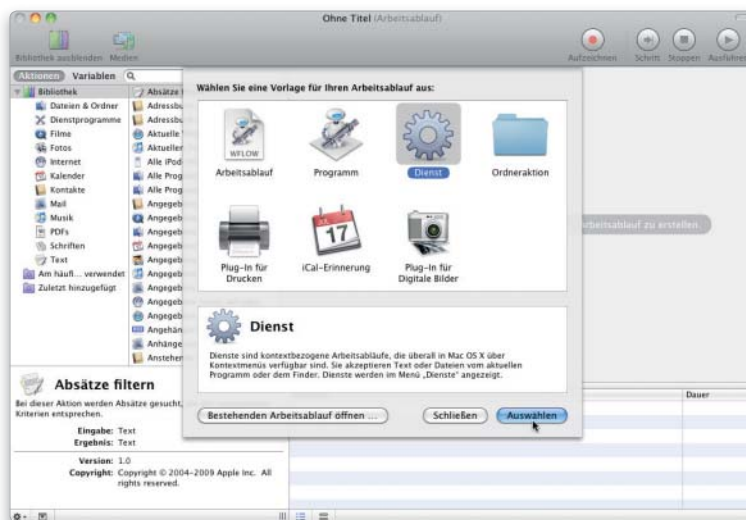 Ohne Titel (Arbeitsablauf)
Bibliothek ausblenden Medien
Aufzeichnen Schritt Stoppen Ausführen
Aktionen Variablen
Bibliothek
Dateien & Ordner
Dienstprogramme
Filme
Fotos
Internet
Kalender
Kontakte
Mail
Musik
PDFs
Schriften
Text
Am häufi... verwendet
Zuletzt hinzugefügt
Absätze
Adressbu
Adressbu
Aktuelle
Aktueller
Alle iPod
Alle Prog
Alle Prog
Angegeb
Angegeb
Angegeb
Angegeb
Angegeb
Angegeb
Angegeb
Angegeb
Angegeb
Angehän
Anhänge
Anstehen
Wählen Sie eine Vorlage für Ihren Arbeitsablauf aus:
WFLOW
17
Arbeitsablauf Programm Dienst Ordneraktion
Plug-In für Drucken
iCal-Erinnerung
Plug-In für Digitale Bilder
Arbeitsablauf zu erstellen.
Dienst
Dienste sind kontextbezogene Arbeitsabläufe, die überall in Mac OS X über
Kontextmenüs verfügbar sind. Sie akzeptieren Text oder Dateien vom aktuellen
Programm oder dem Finder. Dienste werden im Menü „Dienste" angezeigt.
Bestehenden Arbeitsablauf öffnen ... Schließen Auswählen
Absätze filtern
Bei dieser Aktion werden Absätze gesucht,
Kriterien entsprechen.
Eingabe: Text
Ergebnis: Text
Version: 1.0
Copyright: Copyright © 2004–2009 Apple Inc. All
rights reserved.
Dauer